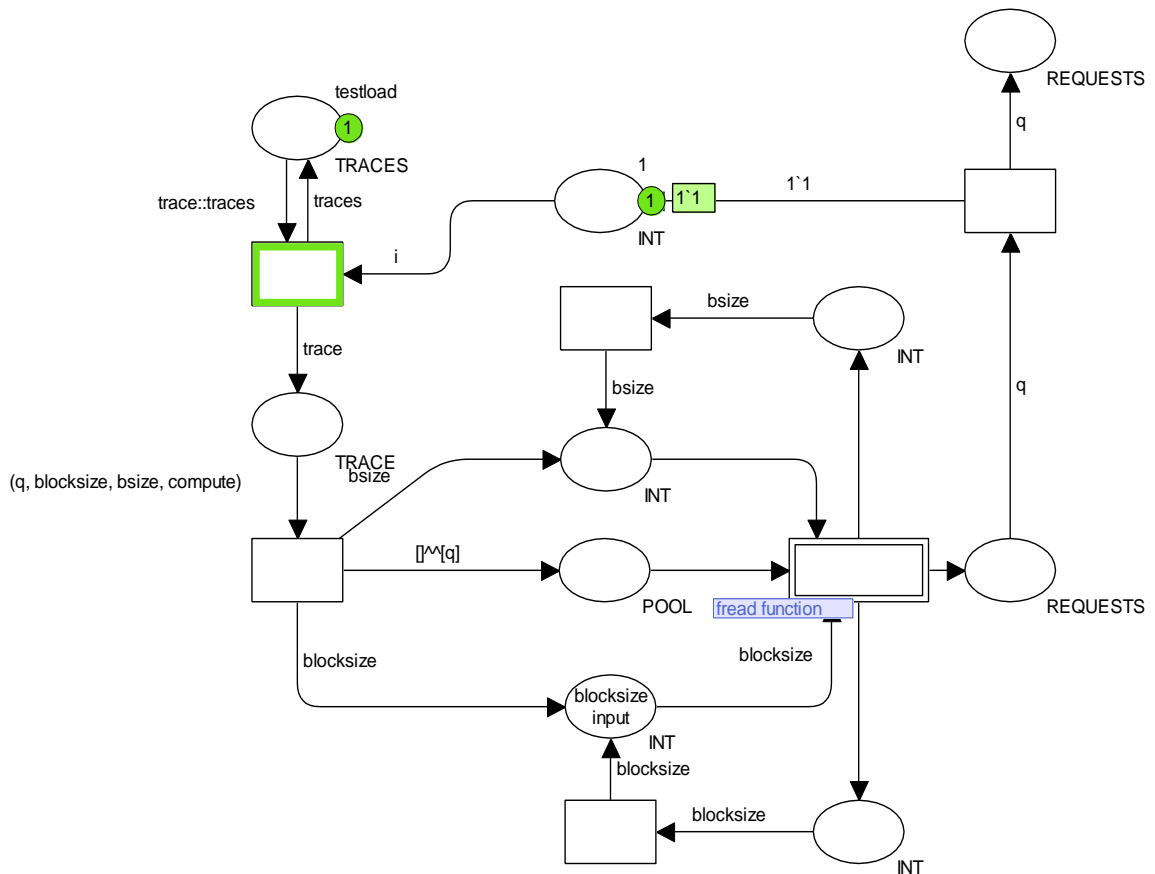 REQUESTS
testload
1
TRACES
q
trace::traces
traces
1
1
1`1
1`1
INT
i
bsize
INT
trace
bsize
q
TRACE
bsize
INT
(q, blocksize, bsize, compute)
[]^^[q]
POOL
fread function
REQUESTS
blocksize
blocksize
blocksize
input
INT
blocksize
blocksize
INT